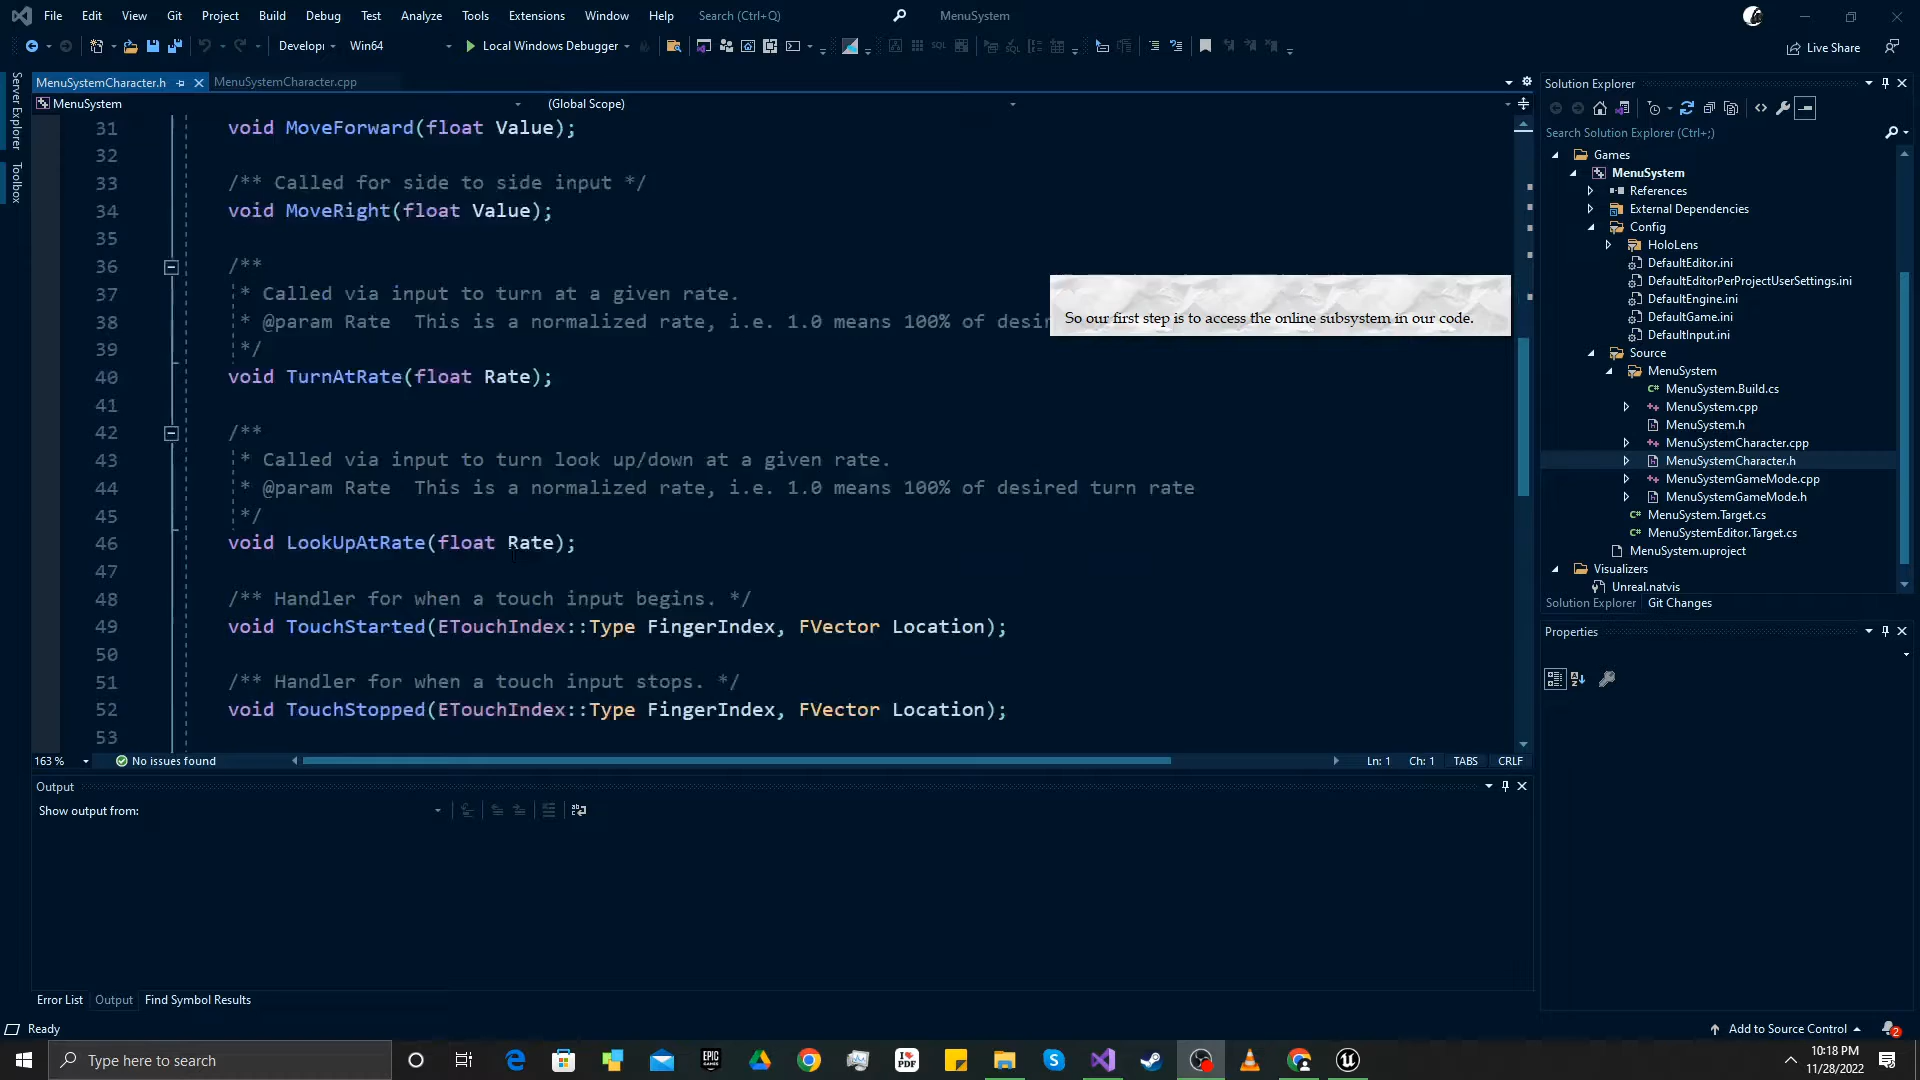 File Edit View Git Project Build Debug Test Analyze Tools Extensions Window Help Search (Ctrl+Q) MenuSystem
Develop Win64 Local Windows Debugger Live Share
Server Explorer
Toolbox
MenuSystemCharacter.h MenuSystemCharacter.cpp
MenuSystem (Global Scope)
31 void MoveForward(float Value);
32
33 /** Called for side to side input */
34 void MoveRight(float Value);
35
36 /**
37 * Called via input to turn at a given rate.
38 * @param Rate This is a normalized rate, i.e. 1.0 means 100% of desir
39 */
40 void TurnAtRate(float Rate);
41
42 /**
43 * Called via input to turn look up/down at a given rate.
44 * @param Rate This is a normalized rate, i.e. 1.0 means 100% of desired turn rate
45 */
46 void LookUpAtRate(float Rate);
47
48 /** Handler for when a touch input begins. */
49 void TouchStarted(ETouchIndex::Type FingerIndex, FVector Location);
50
51 /** Handler for when a touch input stops. */
52 void TouchStopped(ETouchIndex::Type FingerIndex, FVector Location);
53
So our first step is to access the online subsystem in our code.
163 % No issues found Ln: 1 Ch: 1 TABS CRLF
Output
Show output from:
Error List Output Find Symbol Results
Solution Explorer
Search Solution Explorer (Ctrl+;)
Games
MenuSystem
References
External Dependencies
Config
HoloLens
DefaultEditor.ini
DefaultEditorPerProjectUserSettings.ini
DefaultEngine.ini
DefaultGame.ini
DefaultInput.ini
Source
MenuSystem
MenuSystem.Build.cs
MenuSystem.cpp
MenuSystem.h
MenuSystemCharacter.cpp
MenuSystemCharacter.h
MenuSystemGameMode.cpp
MenuSystemGameMode.h
MenuSystem.Target.cs
MenuSystemEditor.Target.cs
MenuSystem.uproject
Visualizers
Unreal.natvis
Solution Explorer Git Changes
Properties
Ready Add to Source Control 2
Type here to search
10:18 PM
11/28/2022